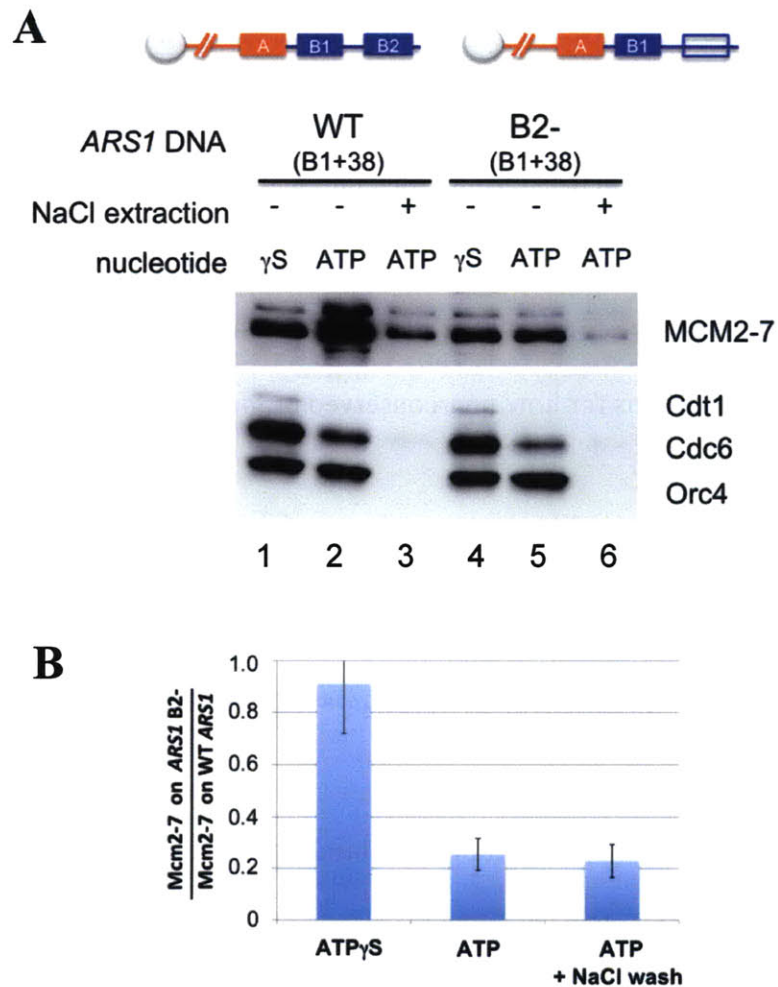 A
A B1 B2 A B1
ARS1 DNA
WT B2-
(B1+38) (B1+38)
NaCl extraction - - + - - +
nucleotide γS ATP ATP γS ATP ATP
MCM2-7
Cdt1
Cdc6
Orc4
1 2 3 4 5 6
B
Mcm2-7 on ARS1 B2-
Mcm2-7 on WT ARS1
1.0
0.8
0.6
0.4
0.2
0
ATPγS ATP ATP
+ NaCl wash